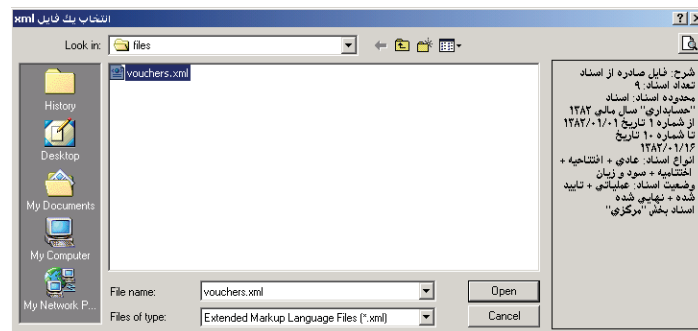 انتخاب یك فایل xml
Look in:
files
vouchers.xml
History
Desktop
My Documents
My Computer
My Network P...
File name:
vouchers.xml
Open
Files of type:
Extended Markup Language Files (*.xml)
Cancel
شرح: فایل صادره از اسناد
تعداد اسناد: ۹
محدوده اسناد: اسناد
"حسابداری" سال مالی ۱۳۸۲
از شماره ۱ تاریخ ۱۳۸۲/۰۱/۰۱
تا شماره ۱۰ تاریخ
۱۳۸۲/۰۱/۱۶
انواع اسناد: عادی + افتتاحیه +
اختتامیه + سود و زیان
وضعیت اسناد: عملیاتی + تایید
شده + نهایی شده
اسناد بخش "مرکزی"